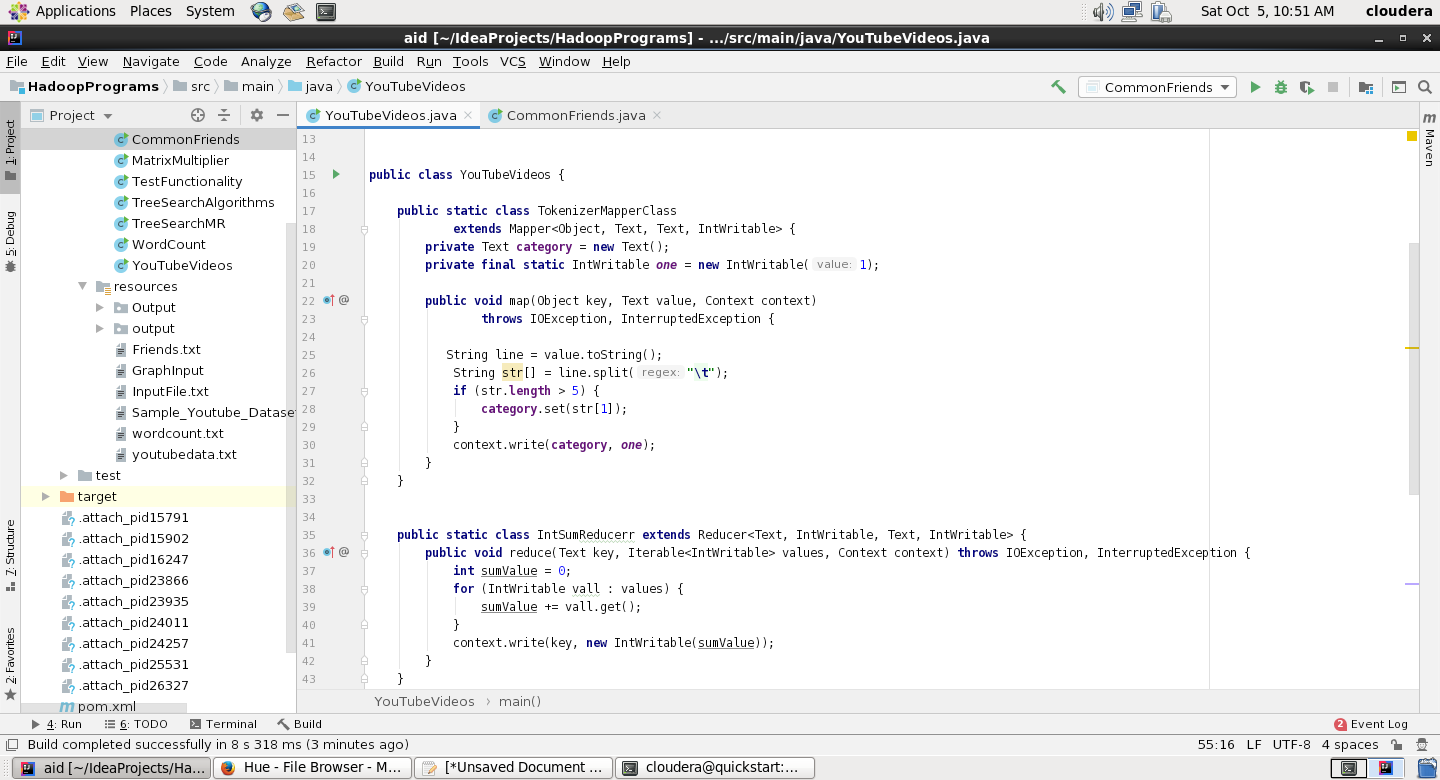 Applications Places System Sat Oct 5, 10:51 AM cloudera
aid [~/IdeaProjects/HadoopPrograms] - .../src/main/java/YouTubeVideos.java
File Edit View Navigate Code Analyze Refactor Build Run Tools VCS Window Help
HadoopPrograms src main java YouTubeVideos CommonFriends
Project
YouTubeVideos.java CommonFriends.java
1: Project
5: Debug
7: Structure
2: Favorites
Maven
CommonFriends
MatrixMultiplier
TestFunctionality
TreeSearchAlgorithms
TreeSearchMR
WordCount
YouTubeVideos
resources
Output
output
Friends.txt
GraphInput
InputFile.txt
Sample_Youtube_Dataset
wordcount.txt
youtubedata.txt
test
target
.attach_pid15791
.attach_pid15902
.attach_pid16247
.attach_pid23866
.attach_pid23935
.attach_pid24011
.attach_pid24257
.attach_pid25531
.attach_pid26327
pom.xml
13
14
15 public class YouTubeVideos {
16
17 public static class TokenizerMapperClass
18 extends Mapper<Object, Text, Text, IntWritable> {
19 private Text category = new Text();
20 private final static IntWritable one = new IntWritable( value: 1);
21
22 @ public void map(Object key, Text value, Context context)
23 throws IOException, InterruptedException {
24
25 String line = value.toString();
26 String str[] = line.split( regex: "\t");
27 if (str.length > 5) {
28 category.set(str[1]);
29 }
30 context.write(category, one);
31 }
32 }
33
34
35 public static class IntSumReducerr extends Reducer<Text, IntWritable, Text, IntWritable> {
36 @ public void reduce(Text key, Iterable<IntWritable> values, Context context) throws IOException, InterruptedException {
37 int sumValue = 0;
38 for (IntWritable vall : values) {
39 sumValue += vall.get();
40 }
41 context.write(key, new IntWritable(sumValue));
42 }
43 }
YouTubeVideos › main()
4: Run 6: TODO Terminal Build 2 Event Log
Build completed successfully in 8 s 318 ms (3 minutes ago) 55:16 LF UTF-8 4 spaces
aid [~/IdeaProjects/Ha... Hue - File Browser - M... [*Unsaved Document ... cloudera@quickstart:...